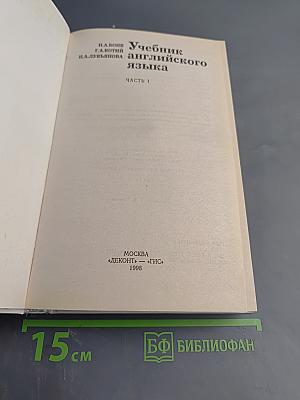 Н.А.БОНК
Г.А.КОТИЙ
Н.А.ЛУКЬЯНОВА
Учебник
английского
языка
ЧАСТЬ 1
МОСКВА
«ДЕКОНТ» — «ГИС»
1998
15 см
БФ БИБЛИОФАН